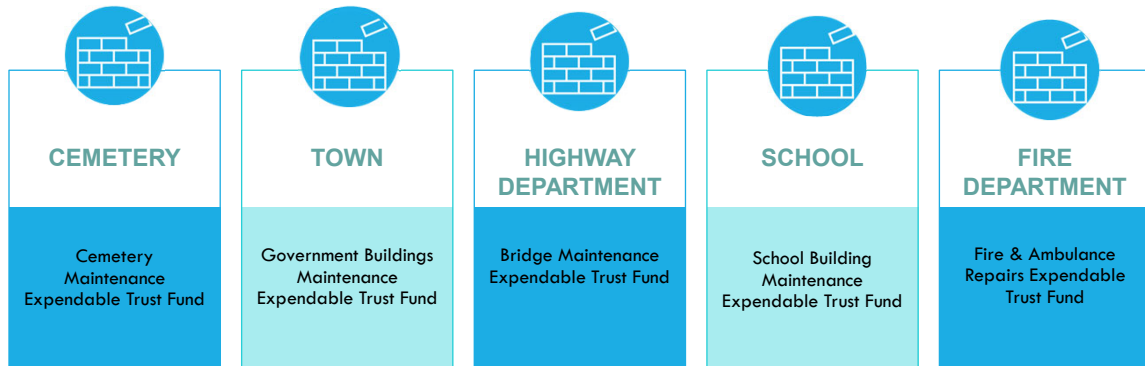 CEMETERY
Cemetery
Maintenance
Expendable Trust Fund
TOWN
Government Buildings
Maintenance
Expendable Trust Fund
HIGHWAY
DEPARTMENT
Bridge Maintenance
Expendable Trust Fund
SCHOOL
School Building
Maintenance
Expendable Trust Fund
FIRE
DEPARTMENT
Fire & Ambulance
Repairs Expendable
Trust Fund